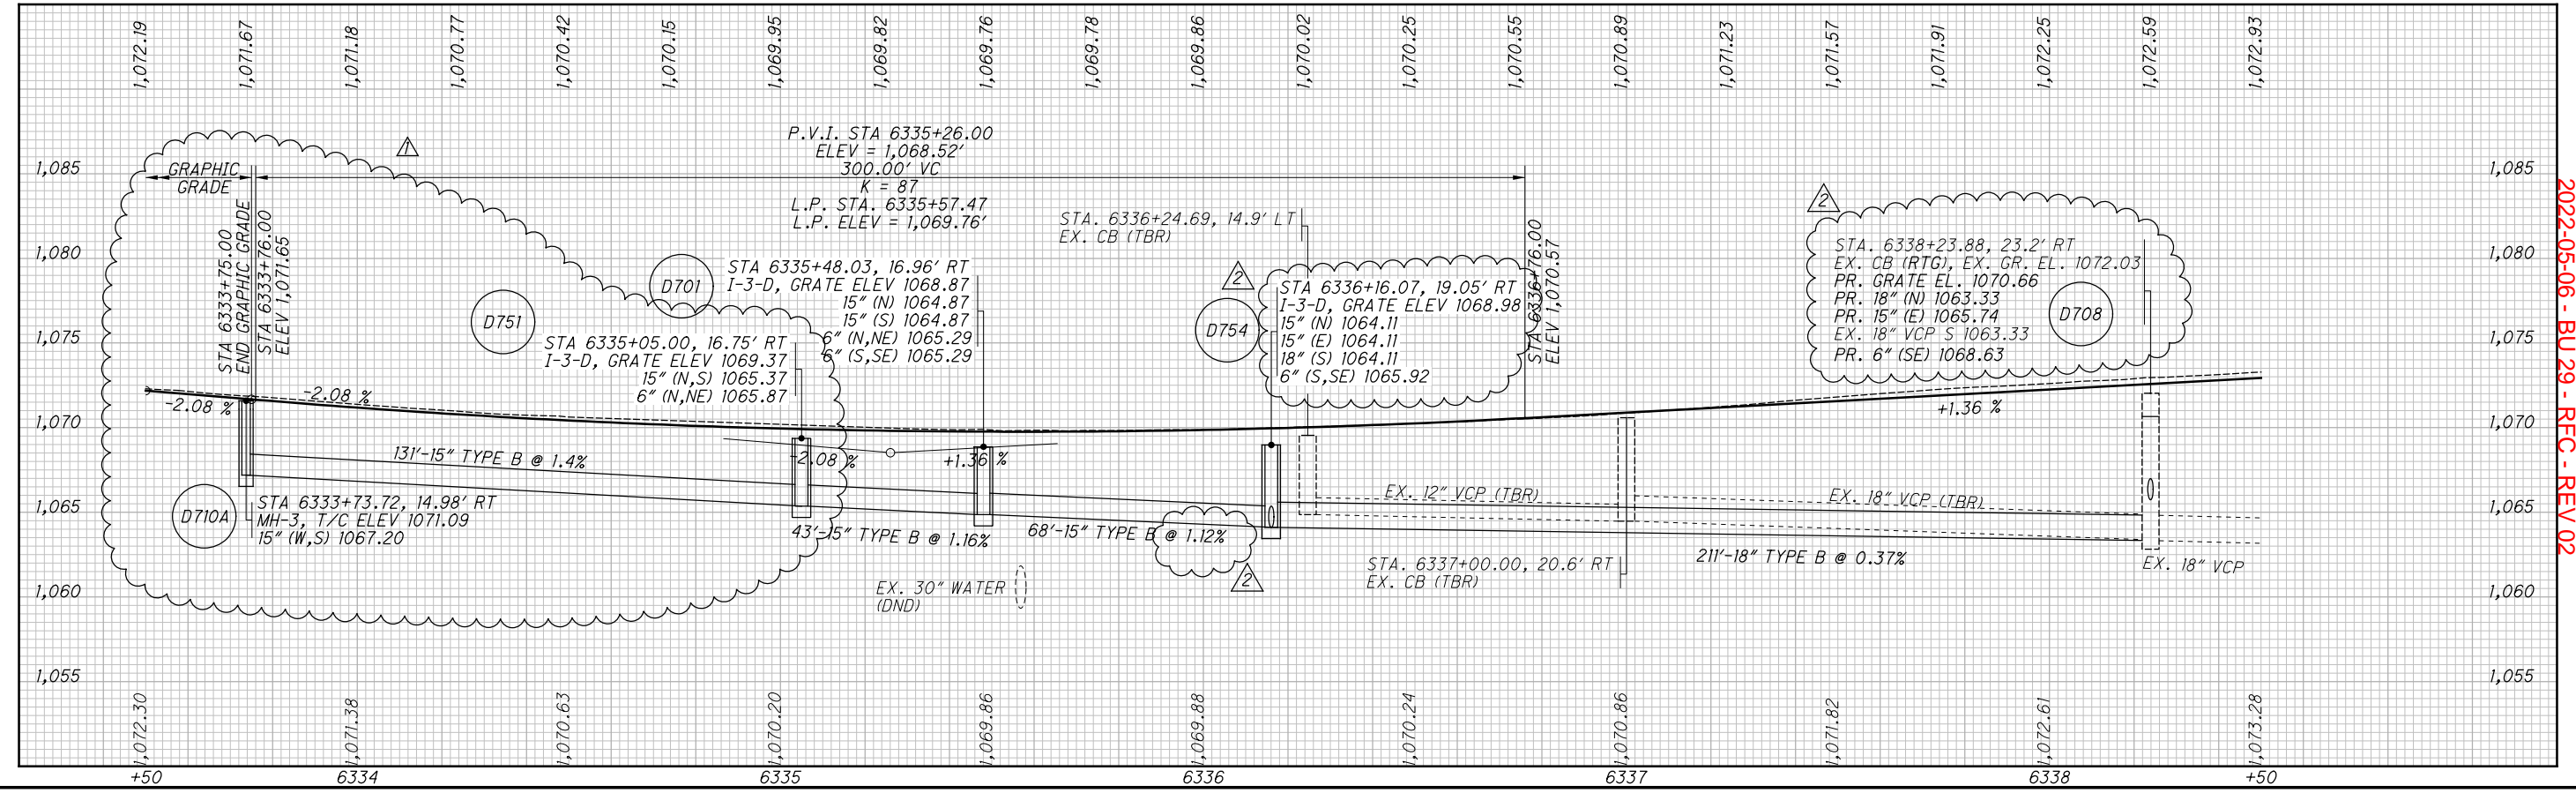 1,072.19
1,071.67
1,071.18
1,070.77
1,070.42
1,070.15
1,069.95
1,069.82
1,069.76
1,069.78
1,069.86
1,070.02
1,070.25
1,070.55
1,070.89
1,071.23
1,071.57
1,071.91
1,072.25
1,072.59
1,072.93
1,085
1,080
1,075
1,070
1,065
1,060
1,055
GRAPHIC
GRADE
STA 6333+75.00
END GRAPHIC GRADE
STA 6333+76.00
ELEV 1,071.65
1
P.V.I. STA 6335+26.00
ELEV = 1,068.52'
300.00' VC
K = 87
L.P. STA. 6335+57.47
L.P. ELEV = 1,069.76'
D751
STA 6335+05.00, 16.75' RT
I-3-D, GRATE ELEV 1069.37
15" (N,S) 1065.37
6" (N,NE) 1065.87
D701
STA 6335+48.03, 16.96' RT
I-3-D, GRATE ELEV 1068.87
15" (N) 1064.87
15" (S) 1064.87
6" (N,NE) 1065.29
6" (S,SE) 1065.29
STA. 6336+24.69, 14.9' LT
EX. CB (TBR)
2
D754
STA 6336+16.07, 19.05' RT
I-3-D, GRATE ELEV 1068.98
15" (N) 1064.11
15" (E) 1064.11
18" (S) 1064.11
6" (S,SE) 1065.92
STA 6336+76.00
ELEV 1,070.57
2
STA. 6338+23.88, 23.2' RT
EX. CB (RTG), EX. GR. EL. 1072.03
PR. GRATE EL. 1070.66
PR. 18" (N) 1063.33
PR. 15" (E) 1065.74
EX. 18" VCP S 1063.33
PR. 6" (SE) 1068.63
D708
-2.08 %
-2.08 %
-2.08 %
+1.36 %
+1.36 %
131'-15" TYPE B @ 1.4%
D710A
STA 6333+73.72, 14.98' RT
MH-3, T/C ELEV 1071.09
15" (W,S) 1067.20
43'-15" TYPE B @ 1.16%
68'-15" TYPE B @ 1.12%
2
EX. 30" WATER
(DND)
EX. 12" VCP (TBR)
STA. 6337+00.00, 20.6' RT
EX. CB (TBR)
EX. 18" VCP (TBR)
211'-18" TYPE B @ 0.37%
EX. 18" VCP
1,085
1,080
1,075
1,070
1,065
1,060
1,055
1,072.30
1,071.38
1,070.63
1,070.20
1,069.86
1,069.88
1,070.24
1,070.86
1,071.82
1,072.61
1,073.28
+50
6334
6335
6336
6337
6338
+50
2022-05-06 - BU 29 - RFC - REV 02